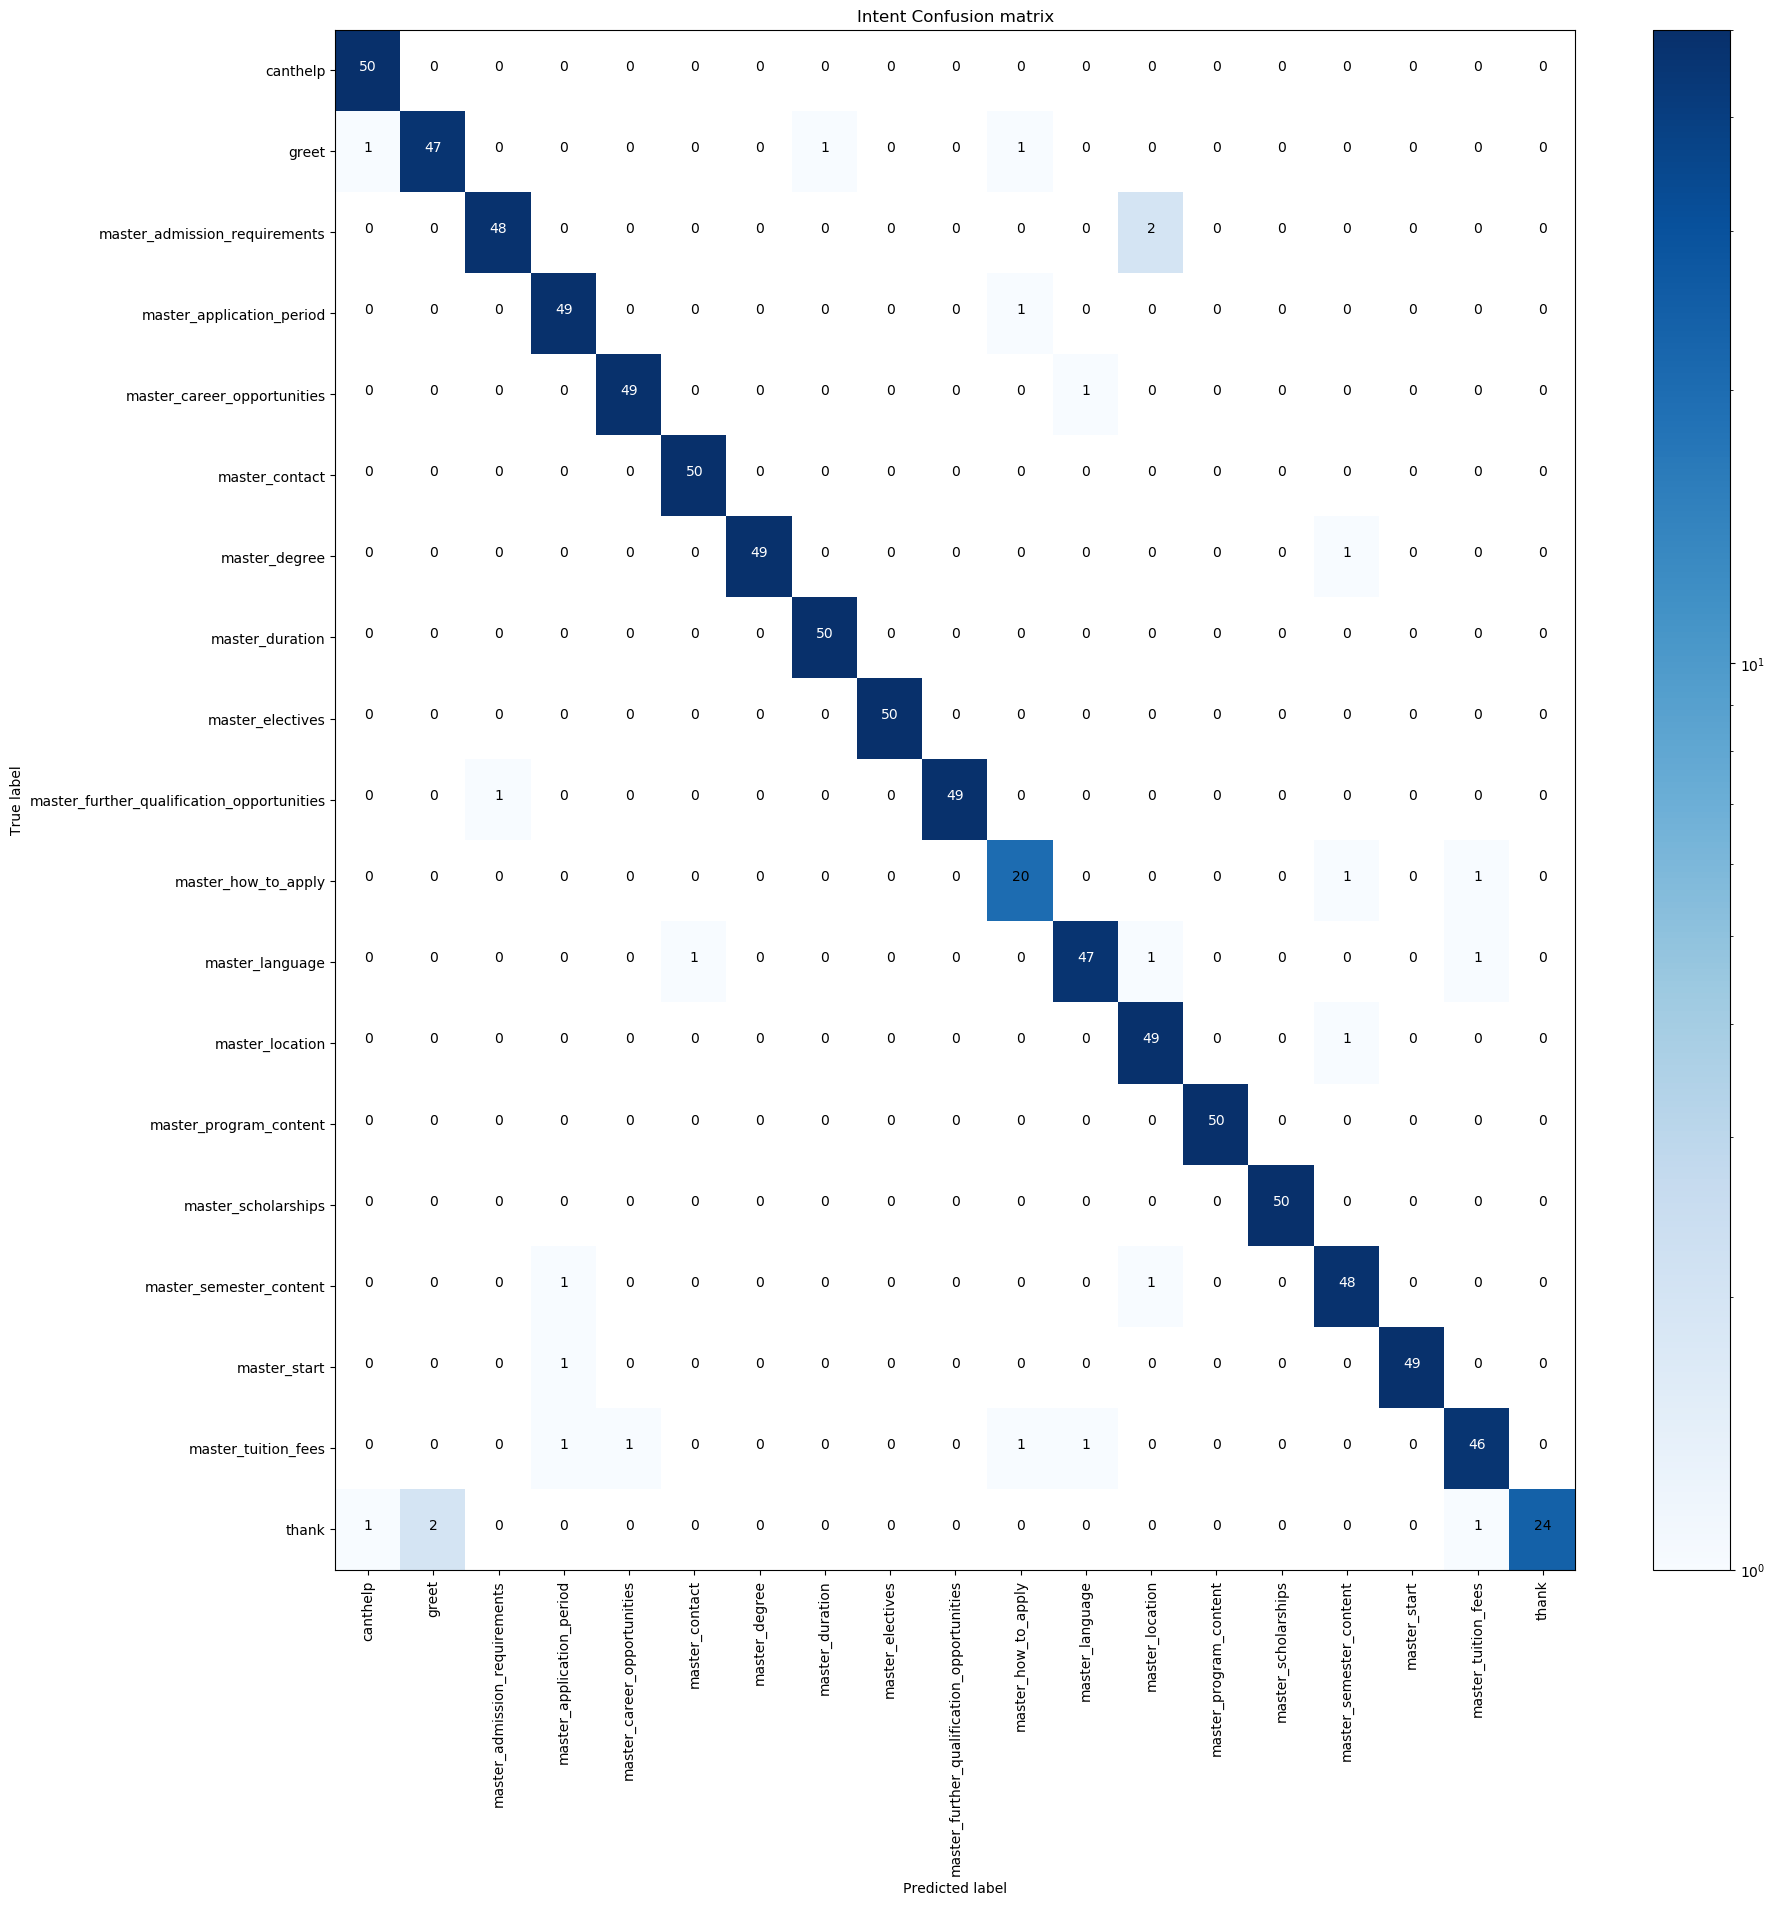 Intent Confusion matrix
canthelp 50 0 0 0 0 0 0 0 0 0 0 0 0 0 0 0 0 0 0
greet 1 47 0 0 0 0 0 1 0 0 1 0 0 0 0 0 0 0 0
master_admission_requirements 0 0 48 0 0 0 0 0 0 0 0 0 2 0 0 0 0 0 0
master_application_period 0 0 0 49 0 0 0 0 0 0 1 0 0 0 0 0 0 0 0
master_career_opportunities 0 0 0 0 49 0 0 0 0 0 0 1 0 0 0 0 0 0 0
master_contact 0 0 0 0 0 50 0 0 0 0 0 0 0 0 0 0 0 0 0
master_degree 0 0 0 0 0 0 49 0 0 0 0 0 0 0 0 1 0 0 0
master_duration 0 0 0 0 0 0 0 50 0 0 0 0 0 0 0 0 0 0 0
master_electives 0 0 0 0 0 0 0 0 50 0 0 0 0 0 0 0 0 0 0
master_further_qualification_opportunities 0 0 1 0 0 0 0 0 0 49 0 0 0 0 0 0 0 0 0
master_how_to_apply 0 0 0 0 0 0 0 0 0 0 20 0 0 0 0 1 0 1 0
master_language 0 0 0 0 0 1 0 0 0 0 0 47 1 0 0 0 0 1 0
master_location 0 0 0 0 0 0 0 0 0 0 0 0 49 0 0 1 0 0 0
master_program_content 0 0 0 0 0 0 0 0 0 0 0 0 0 50 0 0 0 0 0
master_scholarships 0 0 0 0 0 0 0 0 0 0 0 0 0 0 50 0 0 0 0
master_semester_content 0 0 0 1 0 0 0 0 0 0 0 0 1 0 0 48 0 0 0
master_start 0 0 0 1 0 0 0 0 0 0 0 0 0 0 0 0 49 0 0
master_tuition_fees 0 0 0 1 1 0 0 0 0 0 1 1 0 0 0 0 0 46 0
thank 1 2 0 0 0 0 0 0 0 0 0 0 0 0 0 0 0 1 24
True label
canthelp
greet
master_admission_requirements
master_application_period
master_career_opportunities
master_contact
master_degree
master_duration
master_electives
master_further_qualification_opportunities
master_how_to_apply
master_language
master_location
master_program_content
master_scholarships
master_semester_content
master_start
master_tuition_fees
thank
Predicted label
10¹
10⁰